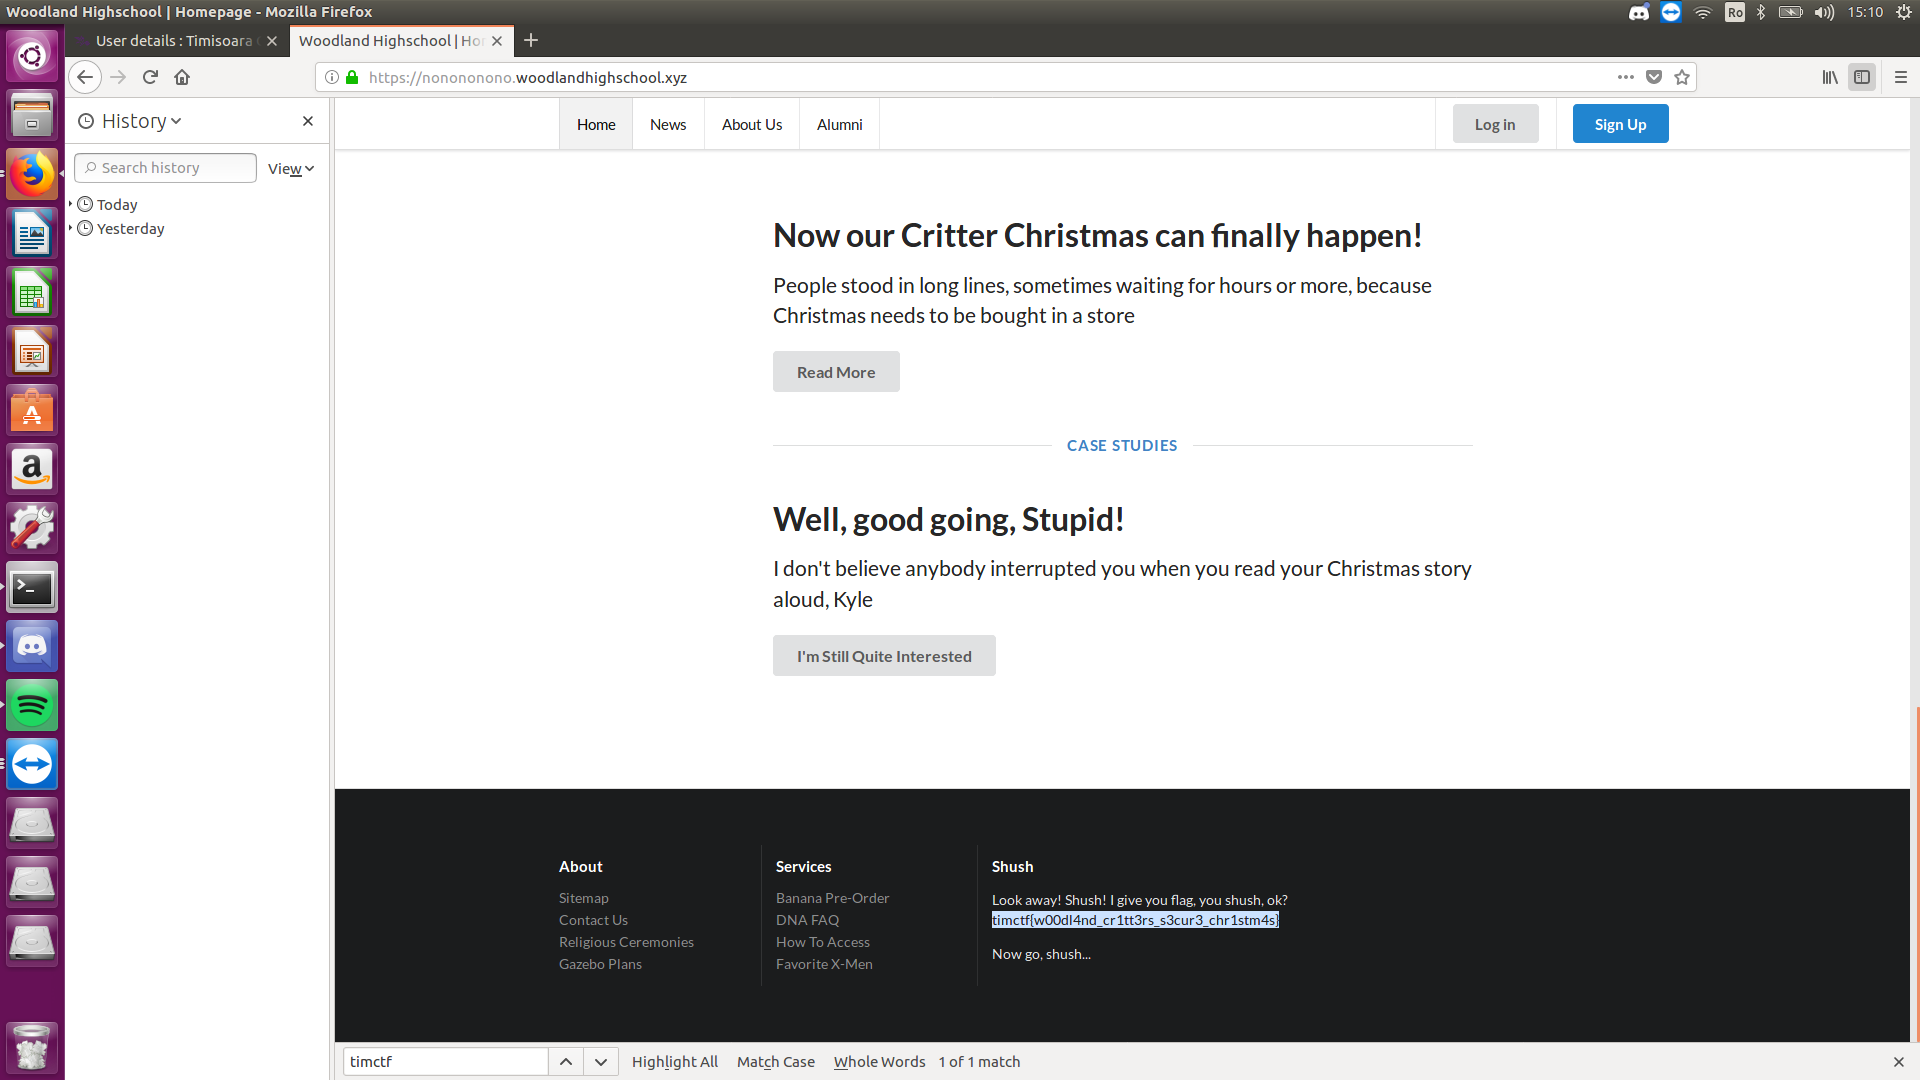 Woodland Highschool | Homepage - Mozilla Firefox
Ro
15:10
User details : Timisoara
Woodland Highschool | Ho
https://nonononono.woodlandhighschool.xyz
History
Search history
View
Today
Yesterday
Home
News
About Us
Alumni
Log in
Sign Up
Now our Critter Christmas can finally happen!
People stood in long lines, sometimes waiting for hours or more, because
Christmas needs to be bought in a store
Read More
CASE STUDIES
Well, good going, Stupid!
I don't believe anybody interrupted you when you read your Christmas story
aloud, Kyle
I'm Still Quite Interested
About
Sitemap
Contact Us
Religious Ceremonies
Gazebo Plans
Services
Banana Pre-Order
DNA FAQ
How To Access
Favorite X-Men
Shush
Look away! Shush! I give you flag, you shush, ok?
timctf{w00dl4nd_cr1tt3rs_s3cur3_chr1stm4s}
Now go, shush...
timctf
Highlight All
Match Case
Whole Words
1 of 1 match